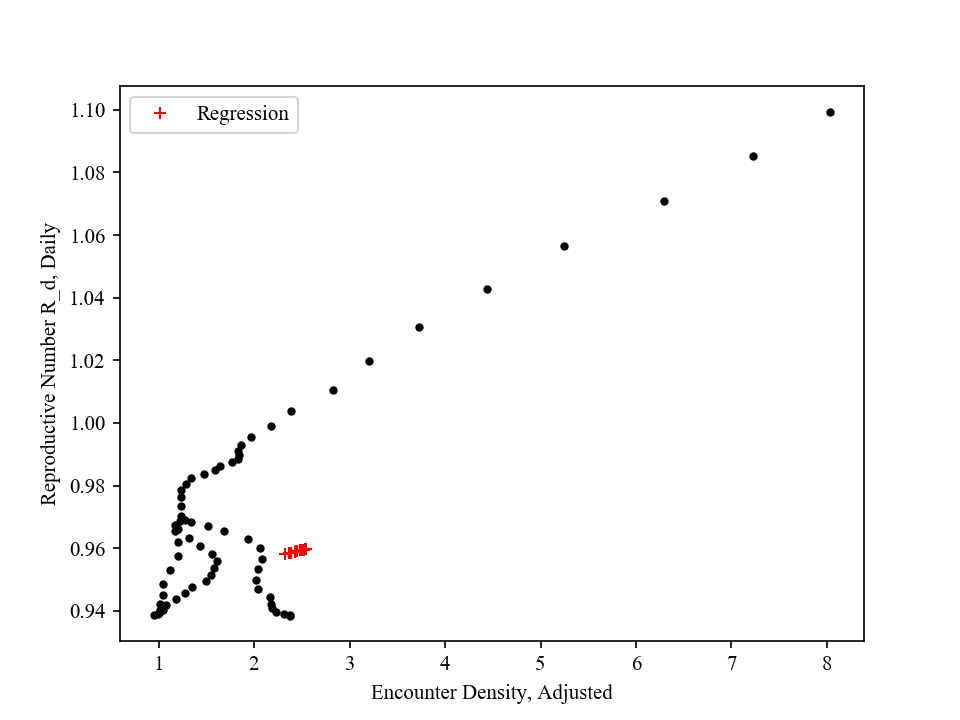 Regression
1.10
1.08
1.06
1.04
1.02
1.00
0.98
0.96
0.94
Reproductive Number R_d, Daily
1 2 3 4 5 6 7 8
Encounter Density, Adjusted